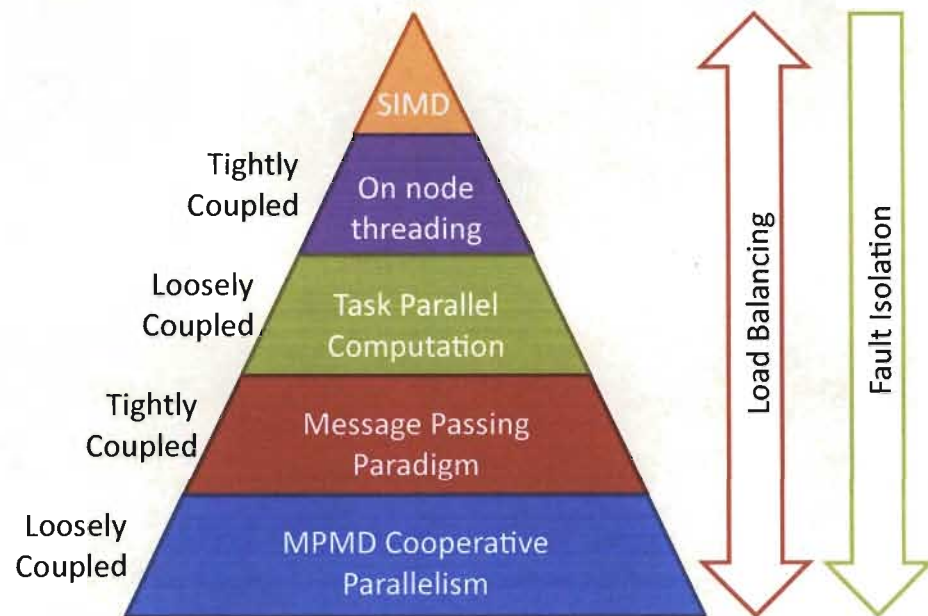 SIMD
Tightly
Coupled
On node
threading
Loosely
Coupled
Task Parallel
Computation
Tightly
Coupled
Message Passing
Paradigm
Loosely
Coupled
MPMD Cooperative
Parallelism
Load Balancing
Fault Isolation